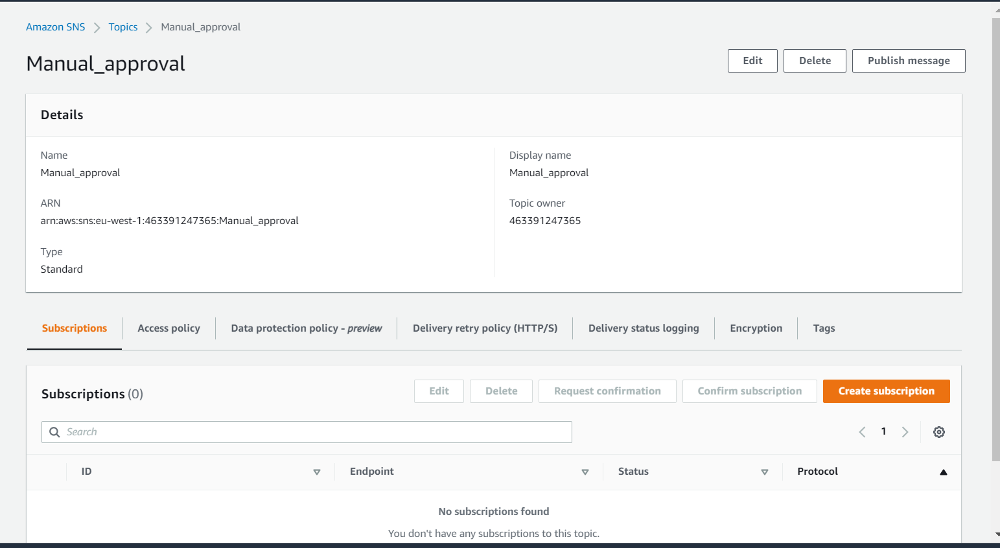 Amazon SNS > Topics > Manual_approval
Manual_approval
Edit Delete Publish message
Details
Name
Manual_approval
Display name
Manual_approval
ARN
arn:aws:sns:eu-west-1:463391247365:Manual_approval
Topic owner
463391247365
Type
Standard
Subscriptions Access policy Data protection policy - preview Delivery retry policy (HTTP/S) Delivery status logging Encryption Tags
Subscriptions (0)
Edit Delete Request confirmation Confirm subscription Create subscription
Search
1
ID Endpoint Status Protocol
No subscriptions found
You don't have any subscriptions to this topic.